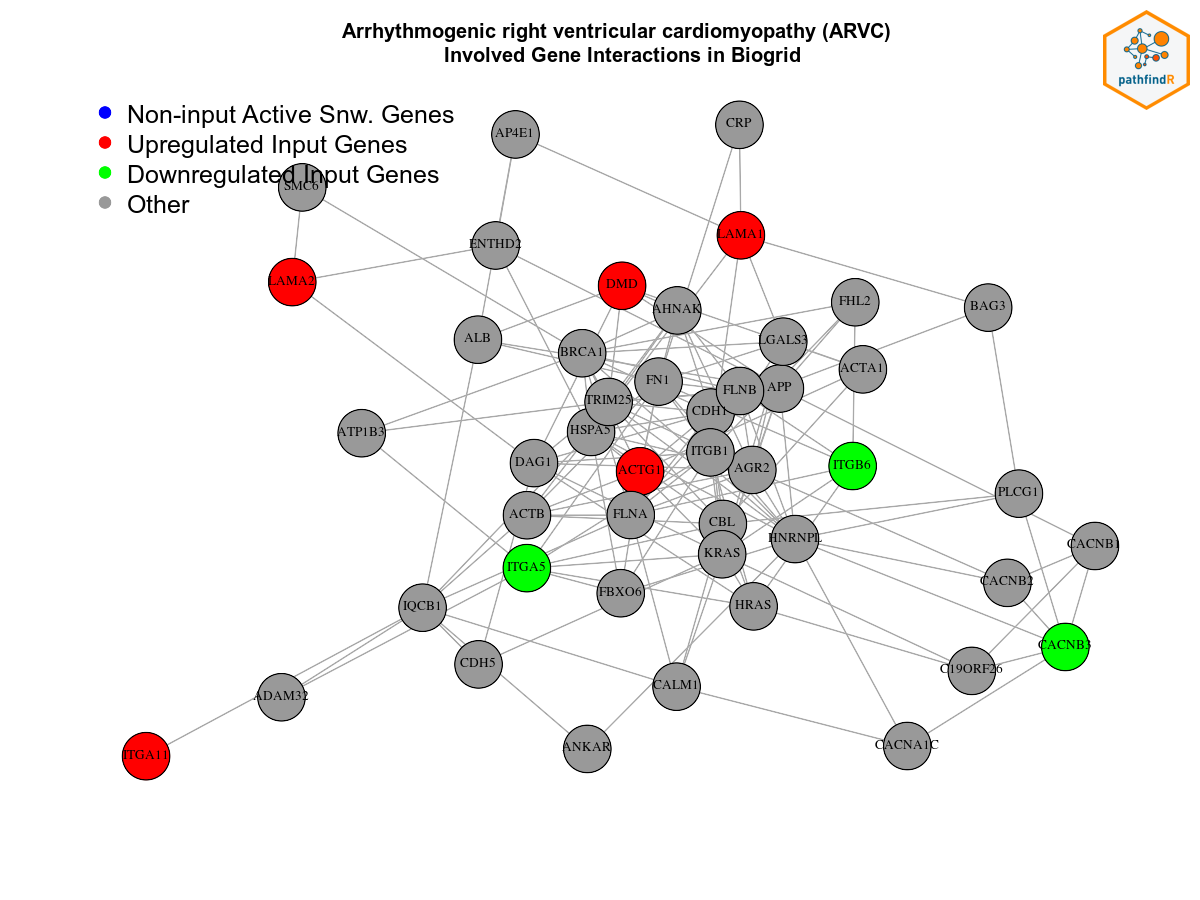 Arrhythmogenic right ventricular cardiomyopathy (ARVC)
Involved Gene Interactions in Biogrid
pathfindR
Non-input Active Snw. Genes
Upregulated Input Genes
Downregulated Input Genes
Other
AP4E1
CRP
SMC6
LAMA1
ENTHD2
LAMA2
DMD
AHNAK
FHL2
BAG3
ALB
BRCA1
LGALS3
ACTA1
FN1
FLNB
APP
TRIM25
CDH1
ATP1B3
HSPA5
ITGB1
DAG1
ACTG1
AGR2
ITGB6
PLCG1
ACTB
FLNA
CBL
HNRNPL
CACNB1
KRAS
ITGA5
CACNB2
FBXO6
HRAS
IQCB1
CACNB3
CDH5
C19ORF26
CALM1
ADAM32
ANKAR
CACNA1C
ITGA11